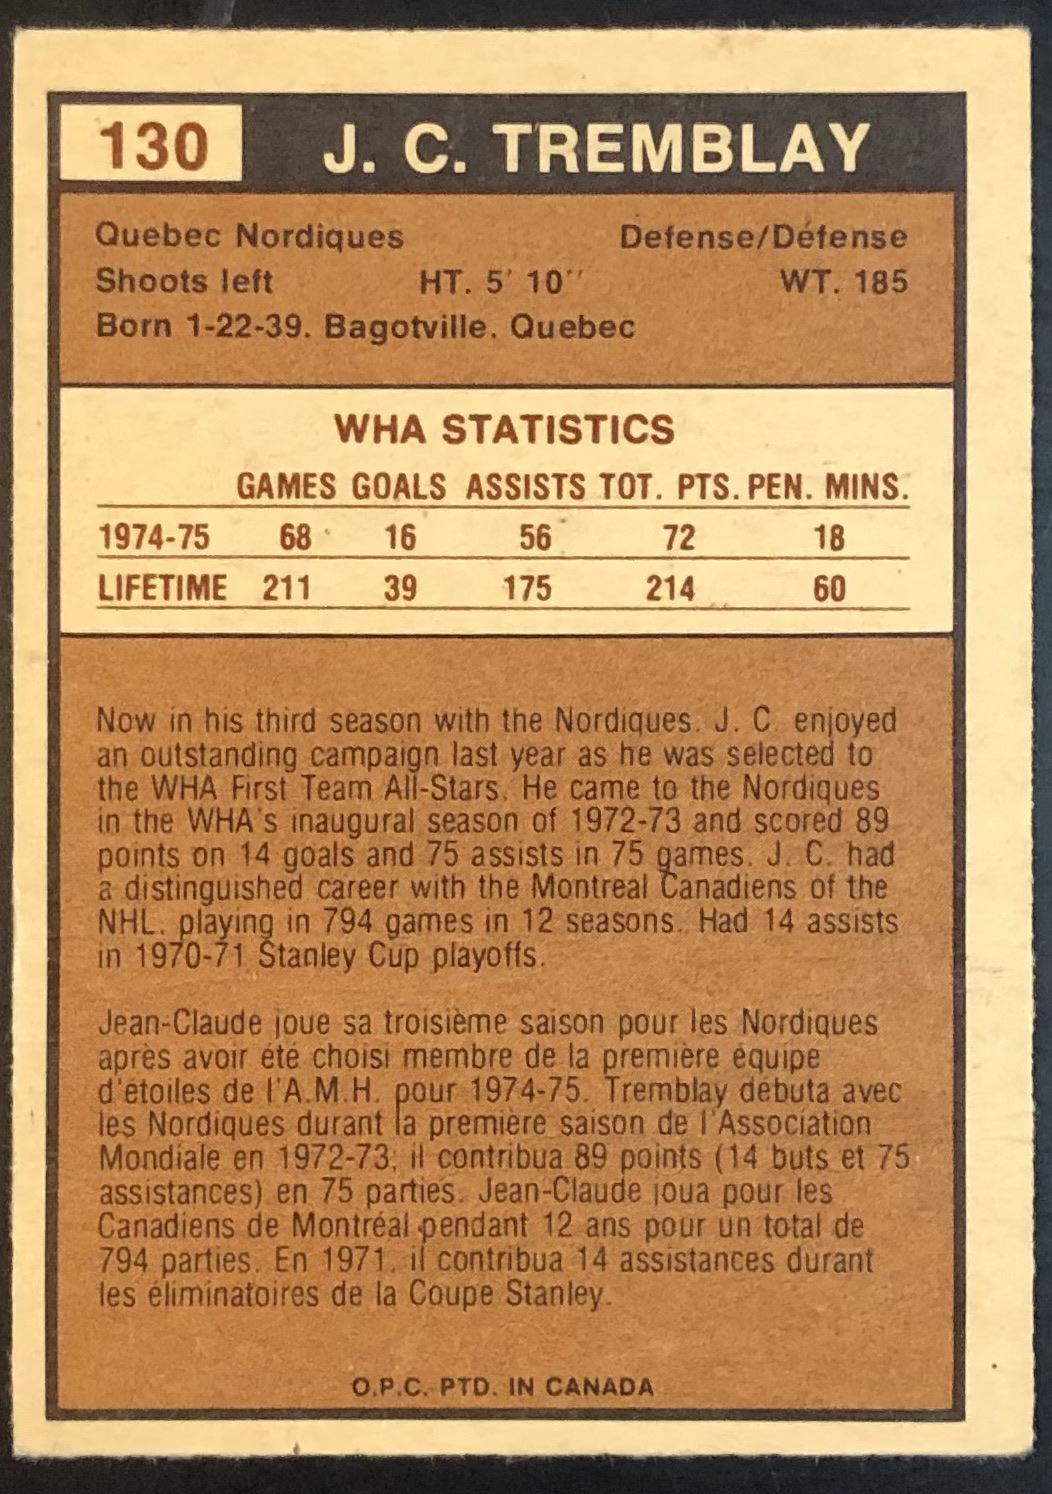 130 J. C. TREMBLAY
Quebec Nordiques Defense/Défense
Shoots left HT. 5' 10'' WT. 185
Born 1-22-39. Bagotville. Quebec
WHA STATISTICS
GAMES GOALS ASSISTS TOT. PTS. PEN. MINS.
1974-75 68 16 56 72 18
LIFETIME 211 39 175 214 60
Now in his third season with the Nordiques. J. C. enjoyed
an outstanding campaign last year as he was selected to
the WHA First Team All-Stars. He came to the Nordiques
in the WHA's inaugural season of 1972-73 and scored 89
points on 14 goals and 75 assists in 75 games. J. C. had
a distinguished career with the Montreal Canadiens of the
NHL, playing in 794 games in 12 seasons. Had 14 assists
in 1970-71 Stanley Cup playoffs.
Jean-Claude joue sa troisième saison pour les Nordiques
après avoir été choisi membre de la première équipe
d'étoiles de l'A.M.H. pour 1974-75. Tremblay débuta avec
les Nordiques durant la première saison de l'Association
Mondiale en 1972-73; il contribua 89 points (14 buts et 75
assistances) en 75 parties. Jean-Claude joua pour les
Canadiens de Montréal pendant 12 ans pour un total de
794 parties. En 1971, il contribua 14 assistances durant
les éliminatoires de la Coupe Stanley.
O.P.C. PTD. IN CANADA